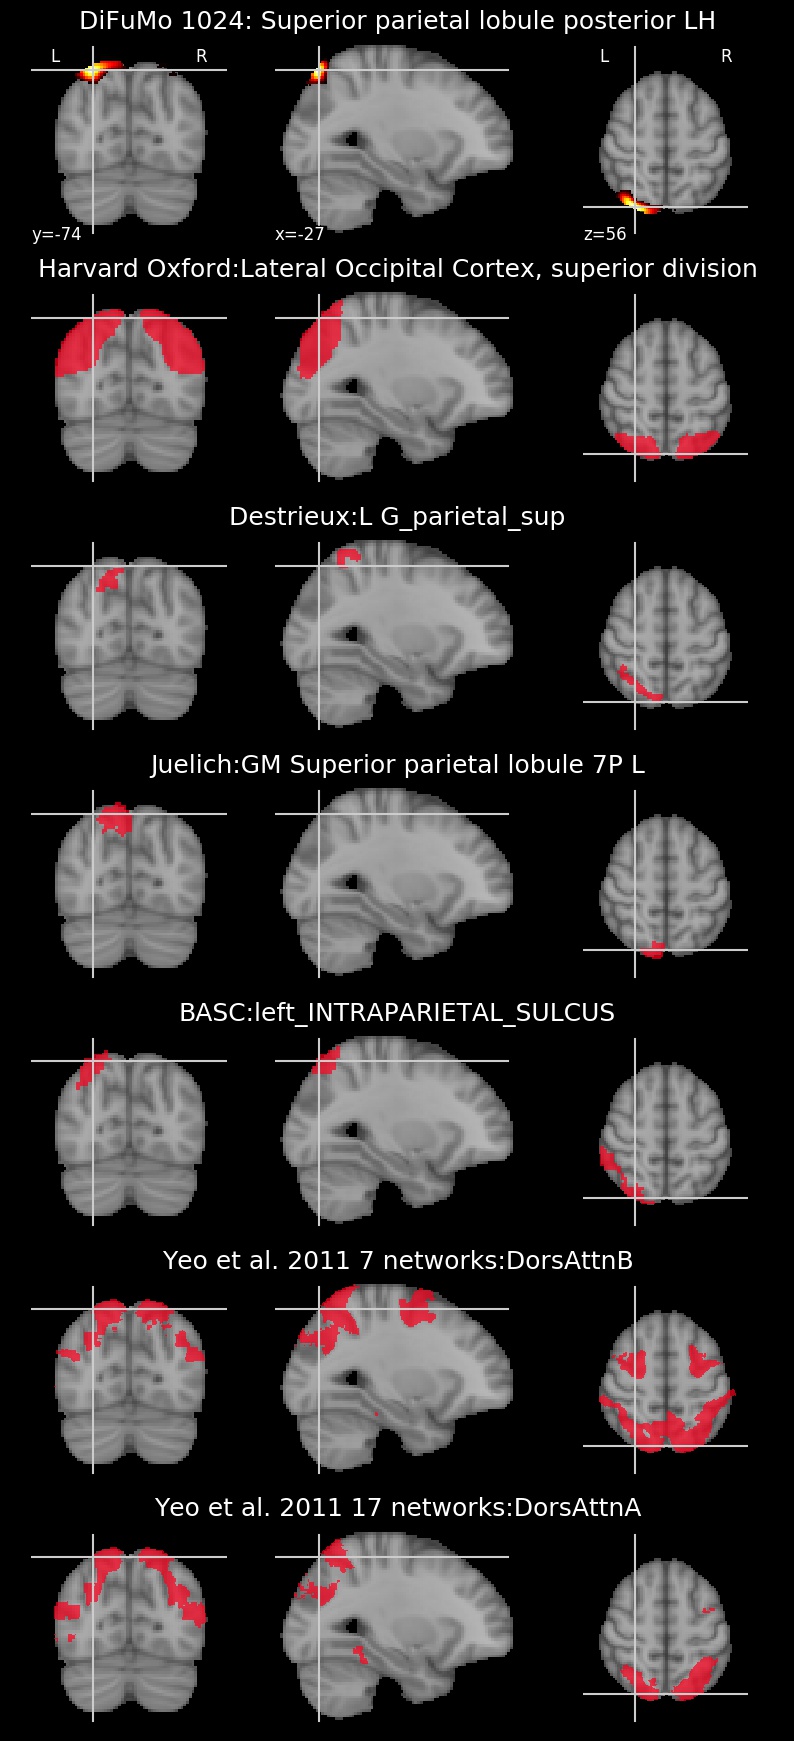 DiFuMo 1024: Superior parietal lobule posterior LH
L R L R
y=-74 x=-27 z=56
Harvard Oxford:Lateral Occipital Cortex, superior division
Destrieux:L G_parietal_sup
Juelich:GM Superior parietal lobule 7P L
BASC:left_INTRAPARIETAL_SULCUS
Yeo et al. 2011 7 networks:DorsAttnB
Yeo et al. 2011 17 networks:DorsAttnA